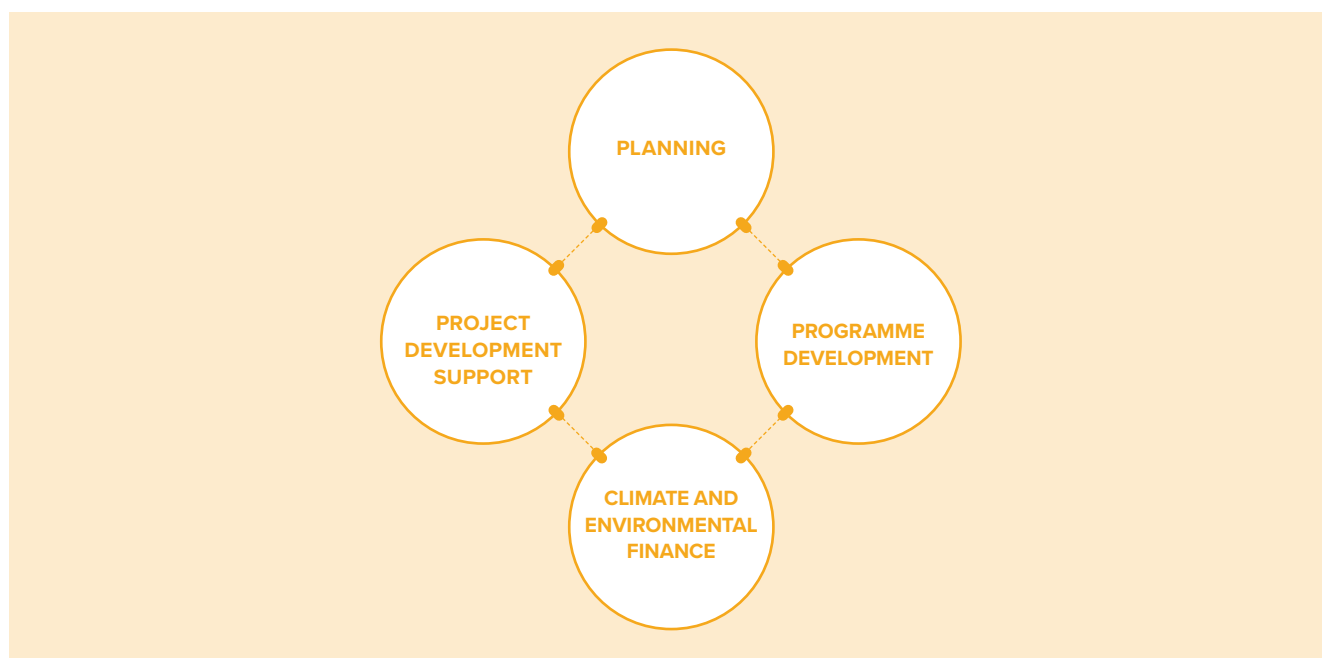 PLANNING
PROJECT
DEVELOPMENT
SUPPORT
PROGRAMME
DEVELOPMENT
CLIMATE AND
ENVIRONMENTAL
FINANCE